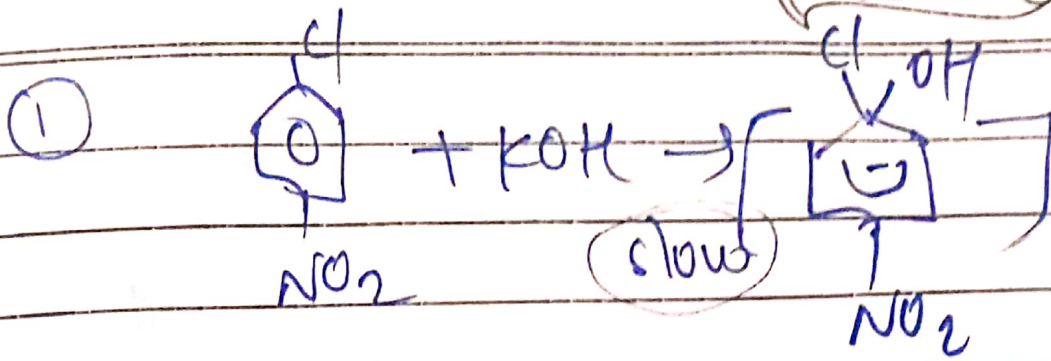 Cl
Cl OH
① + KOH →
slow
NO2
NO2